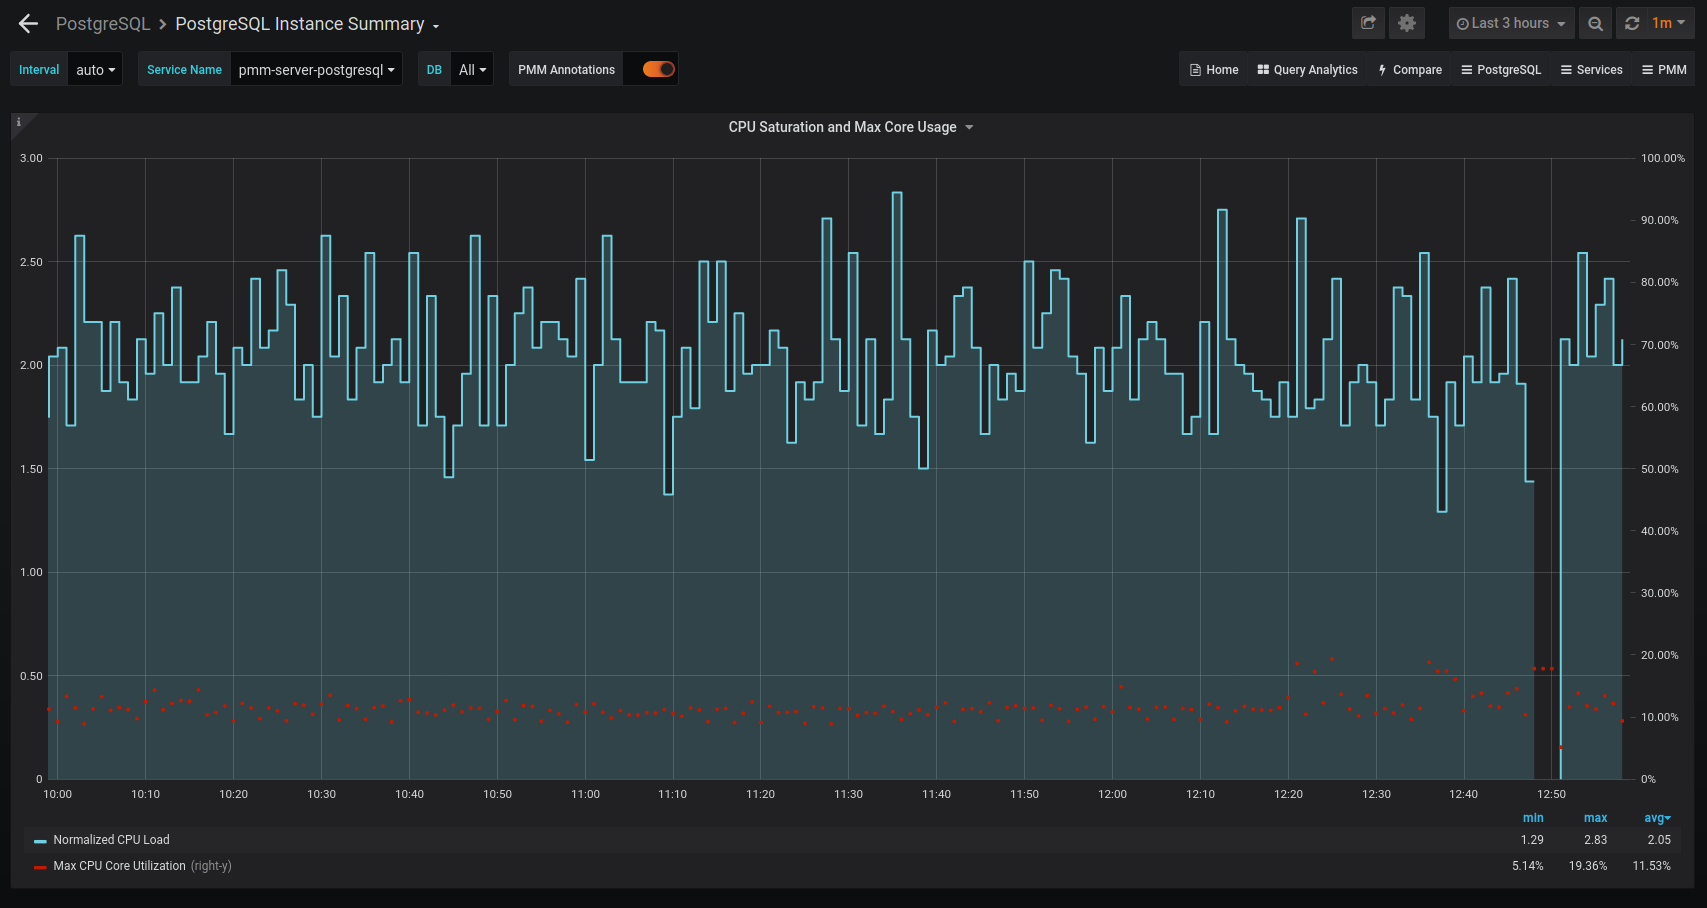 PostgreSQL > PostgreSQL Instance Summary
Last 3 hours
1m
Interval auto Service Name pmm-server-postgresql DB All PMM Annotations
Home Query Analytics Compare PostgreSQL Services PMM
i
CPU Saturation and Max Core Usage
3.00 100.00%
90.00%
2.50
80.00%
2.00
70.00%
60.00%
1.50 50.00%
40.00%
1.00
30.00%
0.50
20.00%
10.00%
0 0%
10:00 10:10 10:20 10:30 10:40 10:50 11:00 11:10 11:20 11:30 11:40 11:50 12:00 12:10 12:20 12:30 12:40 12:50
min max avg
Normalized CPU Load 1.29 2.83 2.05
Max CPU Core Utilization (right-y) 5.14% 19.36% 11.53%